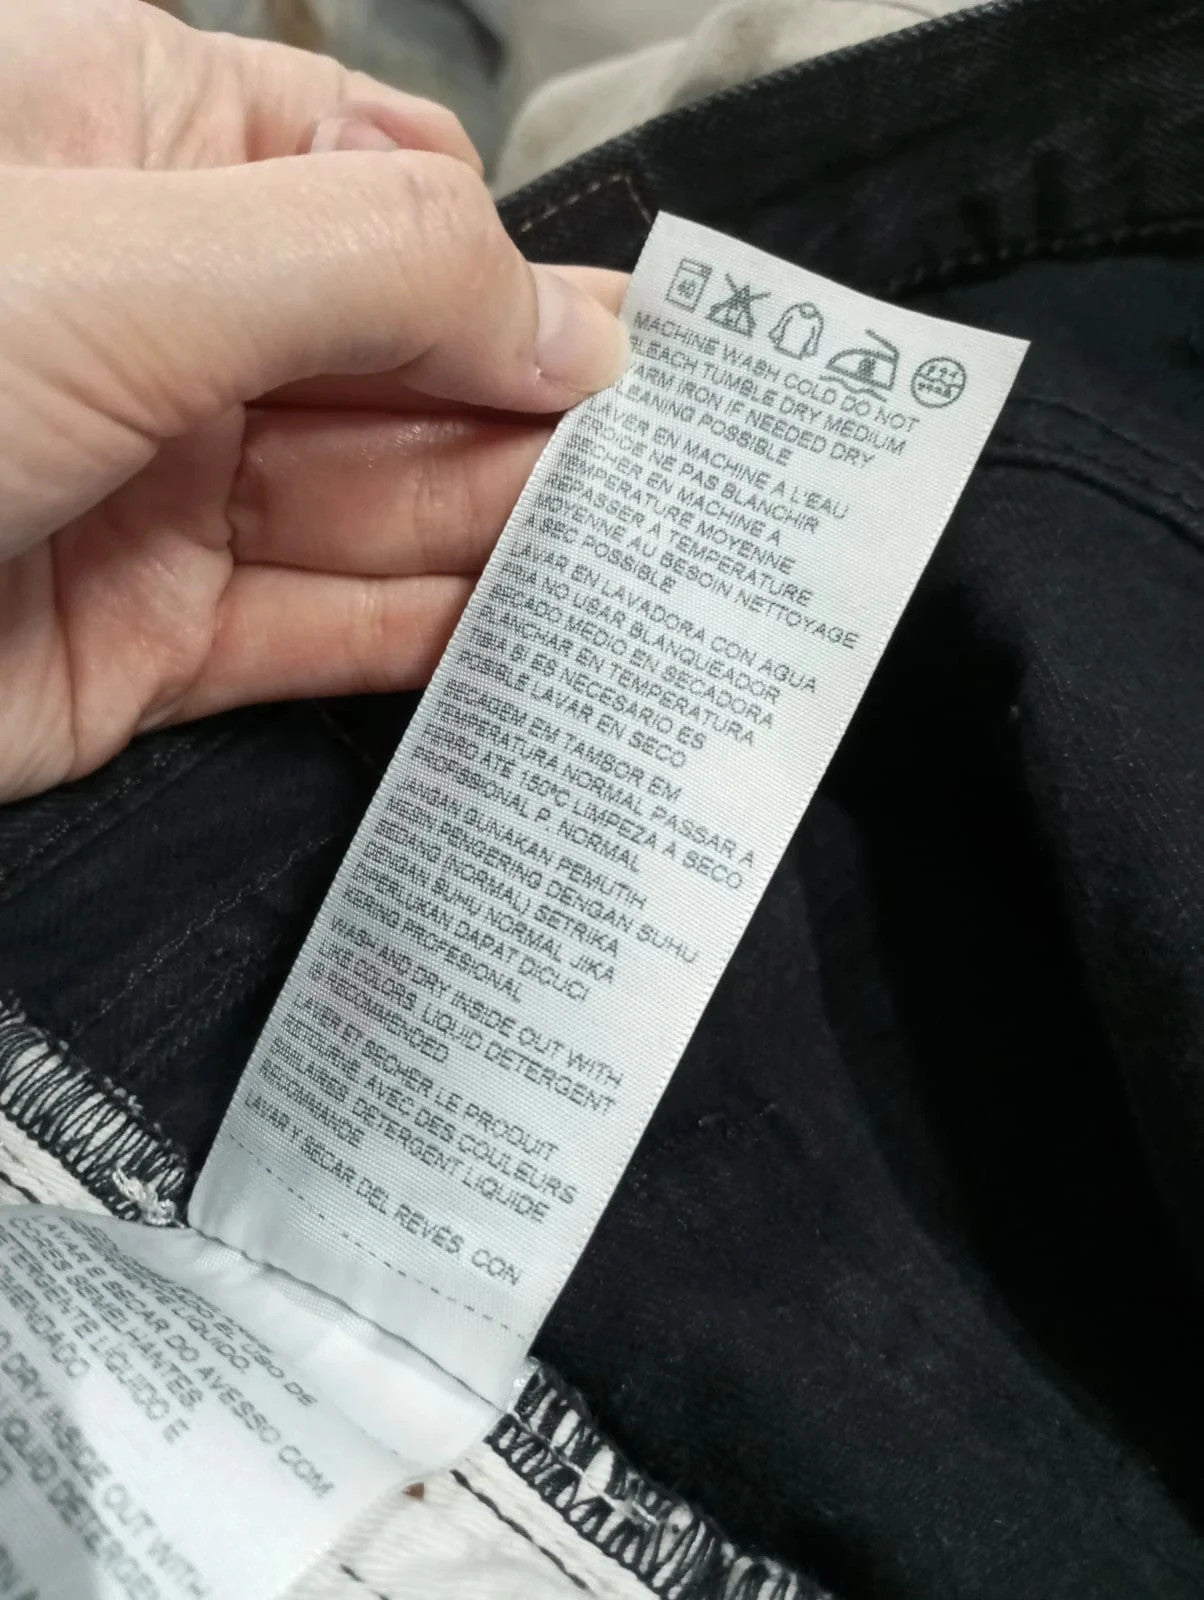 40
MACHINE WASH COLD DO NOT
BLEACH TUMBLE DRY MEDIUM
WARM IRON IF NEEDED DRY
CLEANING POSSIBLE
LAVER EN MACHINE A L'EAU
FROIDE NE PAS BLANCHIR
SECHER EN MACHINE A
TEMPERATURE MOYENNE
REPASSER A TEMPERATURE
MOYENNE AU BESOIN NETTOYAGE
A SEC POSSIBLE
LAVAR EN LAVADORA CON AGUA
FRIA NO USAR BLANQUEADOR
SECADO MEDIO EN SECADORA
PLANCHAR EN TEMPERATURA
TIBIA SI ES NECESARIO ES
POSIBLE LAVAR EN SECO
SECAGEM EM TAMBOR EM
TEMPERATURA NORMAL PASSAR A
FERRO ATÉ 150°C LIMPEZA A SECO
PROFISSIONAL P. NORMAL
JANGAN GUNAKAN PEMUTIH
MESIN PENGERING DENGAN SUHU
SEDANG (NORMAL) SETRIKA
DENGAN SUHU NORMAL JIKA
DIPERLUKAN DAPAT DICUCI
KERING PROFESIONAL
WASH AND DRY INSIDE OUT WITH
LIKE COLORS. LIQUID DETERGENT
IS RECOMMENDED
LAVER ET SECHER LE PRODUIT
RETOURNÉ, AVEC DES COULEURS
SIMILAIRES DETERGENT LIQUIDE
RECOMMANDE
LAVAR Y SECAR DEL REVÉS CON
USO DE
LÍQUIDO.
LAVAR E SECAR DO AVESSO COM
CORES SEMELHANTES.
DETERGENTE LÍQUIDO É
DRY INSIDE OUT WITH
LIQUID DETERGEN